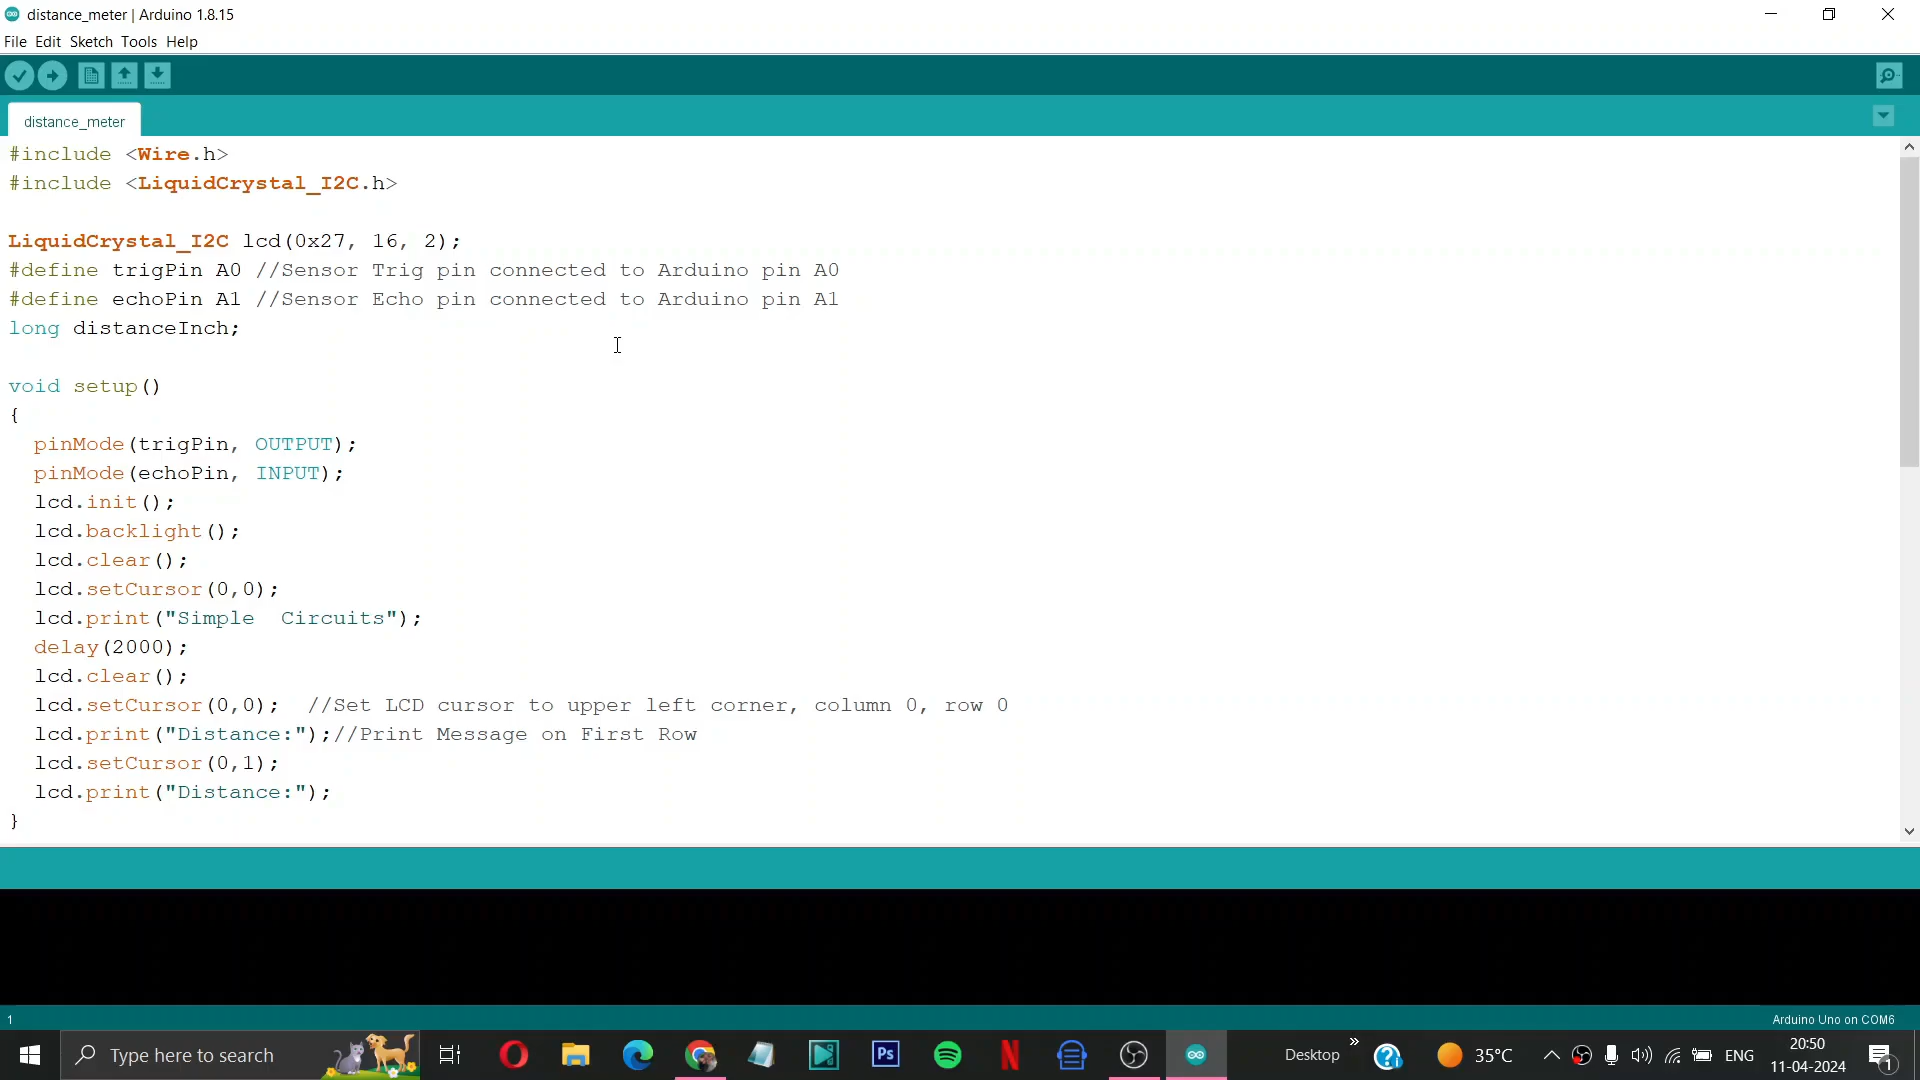 distance_meter | Arduino 1.8.15
File Edit Sketch Tools Help
distance_meter
#include <Wire.h>
#include <LiquidCrystal_I2C.h>
LiquidCrystal_I2C lcd(0x27, 16, 2);
#define trigPin A0 //Sensor Trig pin connected to Arduino pin A0
#define echoPin A1 //Sensor Echo pin connected to Arduino pin A1
long distanceInch;
void setup()
{
pinMode(trigPin, OUTPUT);
pinMode(echoPin, INPUT);
lcd.init();
lcd.backlight();
lcd.clear();
lcd.setCursor(0,0);
lcd.print("Simple  Circuits");
delay(2000);
lcd.clear();
lcd.setCursor(0,0);  //Set LCD cursor to upper left corner, column 0, row 0
lcd.print("Distance:");//Print Message on First Row
lcd.setCursor(0,1);
lcd.print("Distance:");
}
1
Arduino Uno on COM6
Type here to search
Ps
Desktop
35°C
ENG
20:50
11-04-2024
1